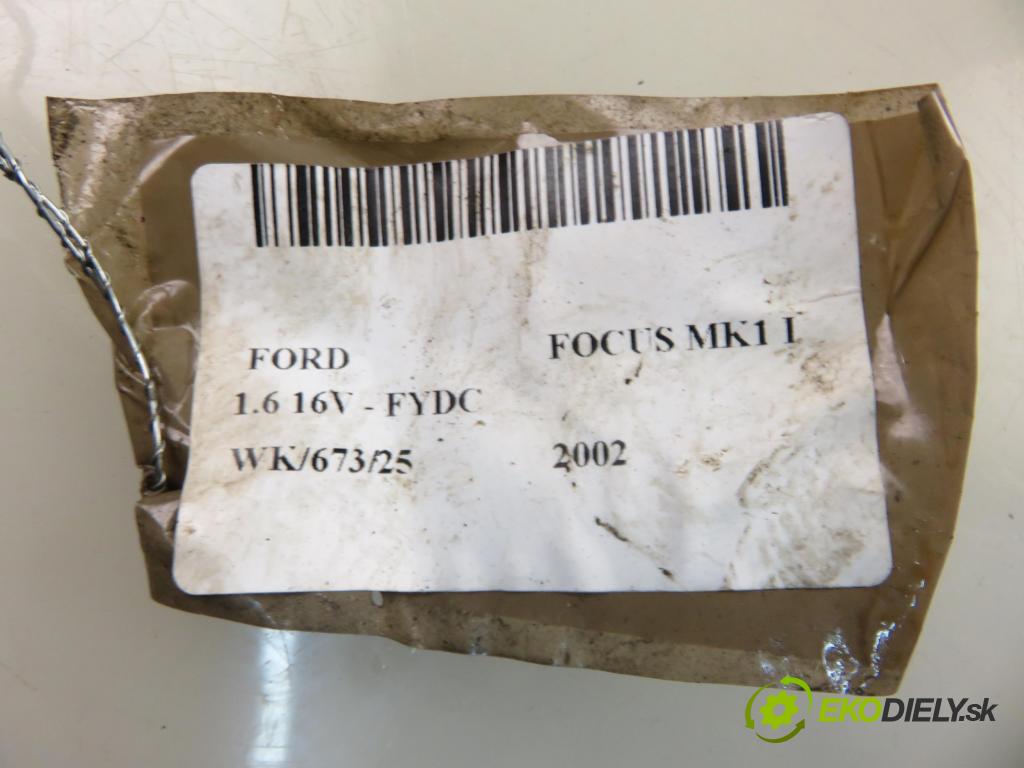 FORD FOCUS MK1 I
1.6 16V - FYDC
WK/673/25 2002
EKODIELY.sk